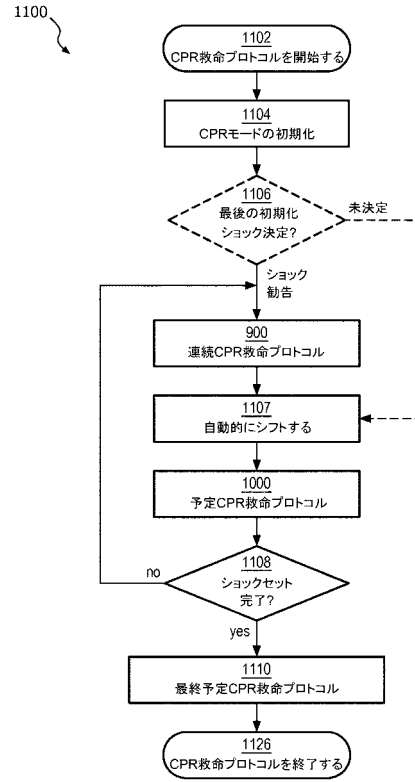 1100
1102
CPR救命プロトコルを開始する
1104
CPRモードの初期化
1106
最後の初期化
ショック決定?
未決定
ショック
勧告
900
連続CPR救命プロトコル
1107
自動的にシフトする
1000
予定CPR救命プロトコル
1108
ショックセット
完了?
no
yes
1110
最終予定CPR救命プロトコル
1126
CPR救命プロトコルを終了する